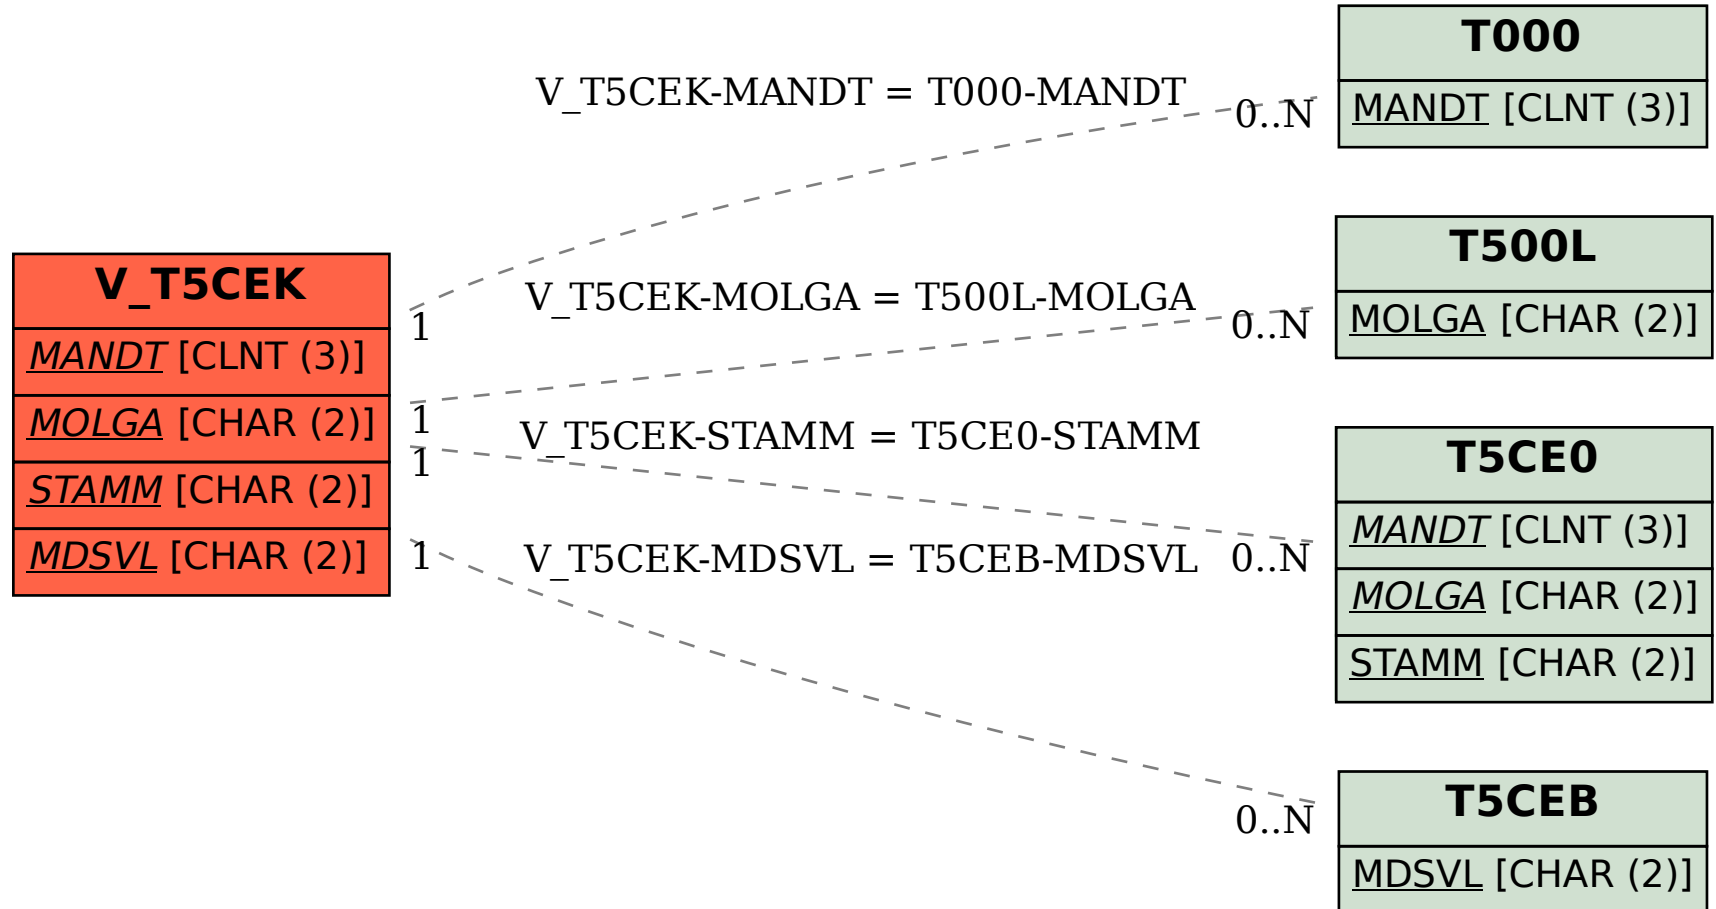 V_T5CEK
MANDT [CLNT (3)]
MOLGA [CHAR (2)]
STAMM [CHAR (2)]
MDSVL [CHAR (2)]
V_T5CEK-MANDT = T000-MANDT
1
0..N
V_T5CEK-MOLGA = T500L-MOLGA
1
0..N
V_T5CEK-STAMM = T5CE0-STAMM
1
0..N
V_T5CEK-MDSVL = T5CEB-MDSVL
1
0..N
T000
MANDT [CLNT (3)]
T500L
MOLGA [CHAR (2)]
T5CE0
MANDT [CLNT (3)]
MOLGA [CHAR (2)]
STAMM [CHAR (2)]
T5CEB
MDSVL [CHAR (2)]